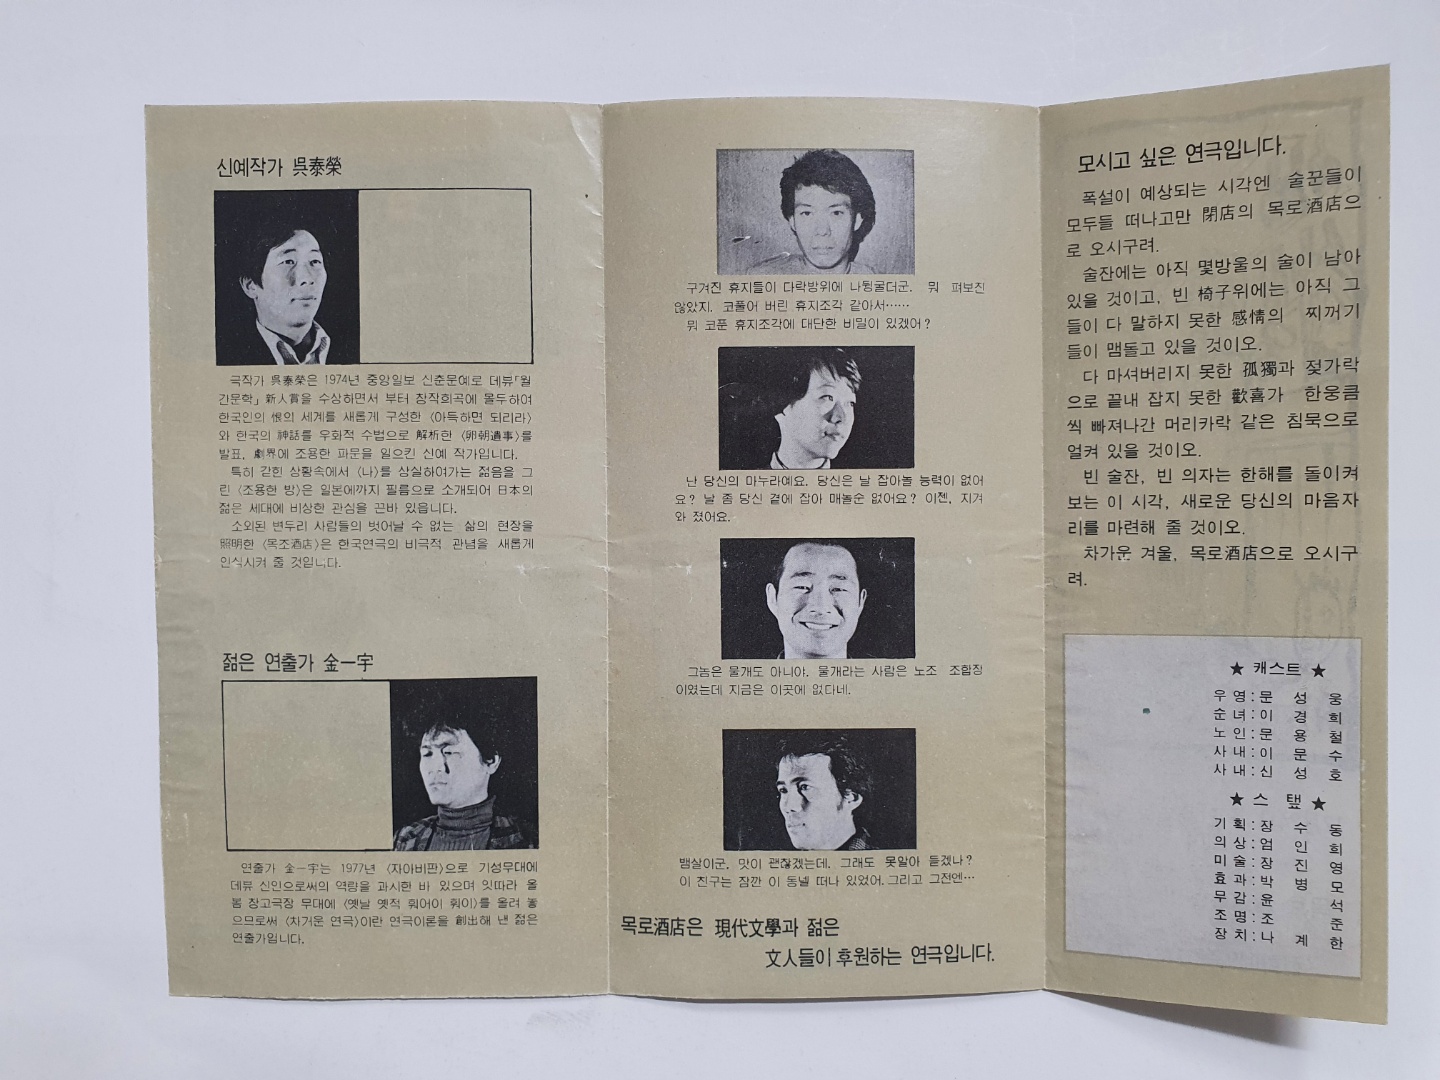 신예작가 吳泰榮
극작가 吳泰榮은 1974년 중앙일보 신춘문예로 데뷰「월
간문학」新人賞을 수상하면서 부터 창작희곡에 몰두하여
한국인의 恨의 세계를 새롭게 구성한 〈아득하면 되리라〉
와 한국의 神話를 우화적 수법으로 解析한 〈卵朝遺事〉를
발표, 劇界에 조용한 파문을 일으킨 신예 작가입니다.
특히 갇힌 상황속에서 〈나〉를 상실하여가는 젊음을 그
린 〈조용한 방〉은 일본에까지 필름으로 소개되어 日本의
젊은 세대에 비상한 관심을 끈바 있읍니다.
소외된 변두리 사람들의 벗어날 수 없는 삶의 현장을
照明한 〈목조酒店〉은 한국연극의 비극적 관념을 새롭게
인식시켜 줄 것입니다.
젊은 연출가 金一宇
연출가 金一宇는 1977년 〈자아비판〉으로 기성무대에
데뷰 신인으로써의 역량을 과시한 바 있으며 잇따라 올
봄 창고극장 무대에 〈옛날 옛적 훠어이 훠이〉를 올려 놓
으므로써 〈차거운 연극〉이란 연극이론을 創出해 낸 젊은
연출가입니다.
구겨진 휴지들이 다락방위에 나뒹굴더군. 뭐 펴보진
않았지. 코풀어 버린 휴지조각 같아서……
뭐 코푼 휴지조각에 대단한 비밀이 있겠어?
난 당신의 마누라예요. 당신은 날 잡아놀 능력이 없어
요? 날 좀 당신 곁에 잡아 매놀순 없어요? 이젠, 지겨
와 졌어요.
그놈은 물개도 아니야. 물개라는 사람은 노조 조합장
이였는데 지금은 이곳에 없다네.
뱀살이군. 맛이 괜찮겠는데. 그래도 못알아 듣겠나?
이 친구는 잠깐 이 동넬 떠나 있었어. 그리고 그전엔…
목로酒店은 現代文學과 젊은
文人들이 후원하는 연극입니다.
모시고 싶은 연극입니다.
폭설이 예상되는 시각엔 술꾼들이
모두들 떠나고만 閉店의 목로酒店으
로 오시구려.
술잔에는 아직 몇방울의 술이 남아
있을 것이고, 빈 椅子위에는 아직 그
들이 다 말하지 못한 感情의 찌꺼기
들이 맴돌고 있을 것이오.
다 마셔버리지 못한 孤獨과 젖가락
으로 끝내 잡지 못한 歡喜가 한웅큼
씩 빠져나간 머리카락 같은 침묵으로
얼켜 있을 것이오.
빈 술잔, 빈 의자는 한해를 돌이켜
보는 이 시각, 새로운 당신의 마음자
리를 마련해 줄 것이오.
차가운 겨울, 목로酒店으로 오시구
려.
★ 캐스트 ★
우영:문성웅
순녀:이경희
노인:문용철
사내:이문수
사내:신성호
★ 스탶 ★
기획:장수동
의상:엄인희
미술:장진영
효과:박병모
무감:윤석
조명:조준
장치:나계한